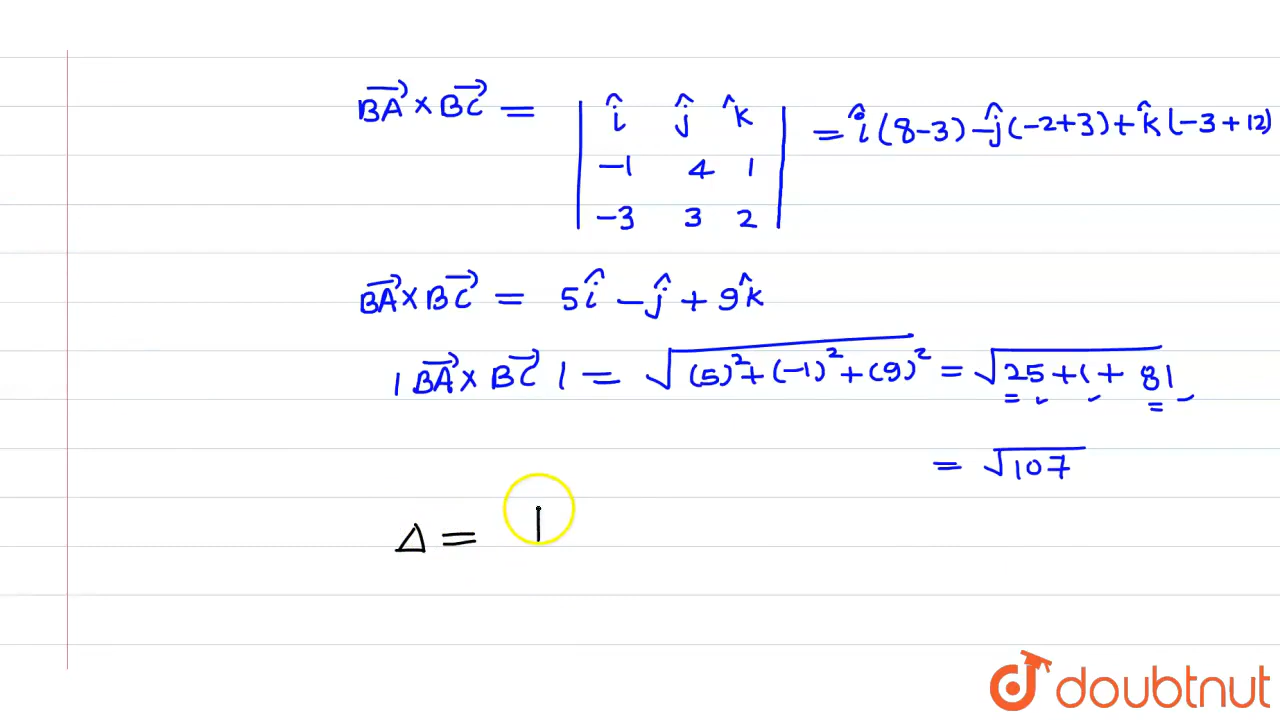 BA⃗ × BC⃗ = | î ĵ k̂ | = î(8-3) - ĵ(-2+3) + k̂(-3+12)
-1 4 1
-3 3 2
BA⃗ × BC⃗ = 5î - ĵ + 9k̂
|BA⃗ × BC⃗| = √((5)² + (-1)² + (9)²) = √(25 + 1 + 81)
= √107
Δ = 1
doubtnut